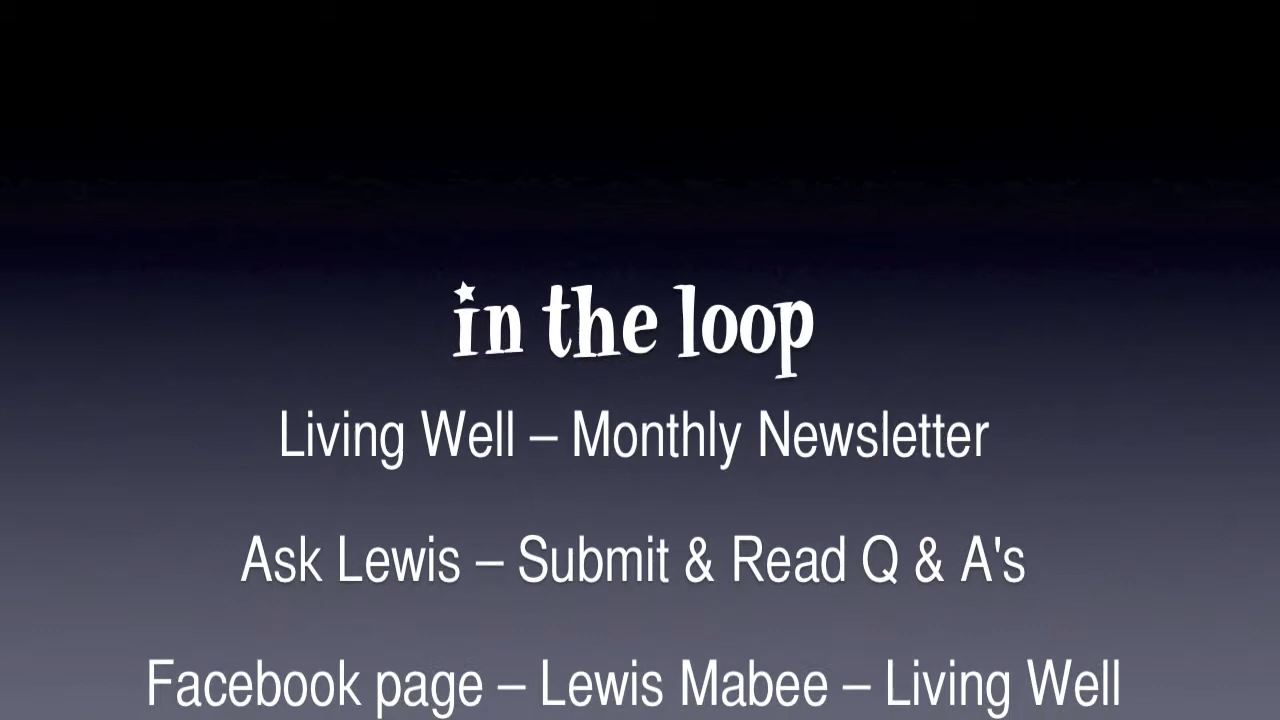 in the loop
Living Well – Monthly Newsletter
Ask Lewis – Submit & Read Q & A's
Facebook page – Lewis Mabee – Living Well